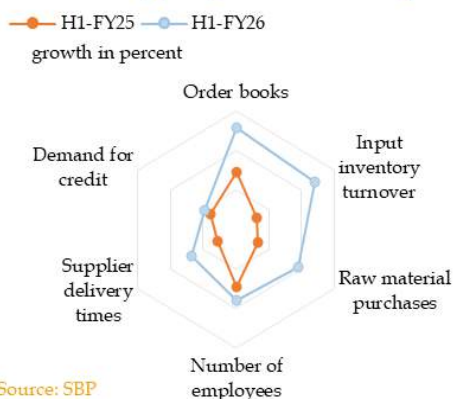 H1-FY25 H1-FY26
growth in percent
Order books
Input
inventory
turnover
Raw material
purchases
Number of
employees
Supplier
delivery
times
Demand for
credit
Source: SBP